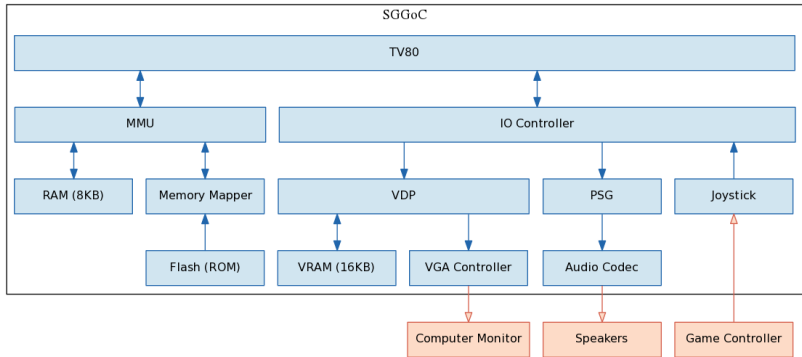 SGGoC
TV80
MMU
IO Controller
RAM (8KB)
Memory Mapper
VDP
PSG
Joystick
Flash (ROM)
VRAM (16KB)
VGA Controller
Audio Codec
Computer Monitor
Speakers
Game Controller